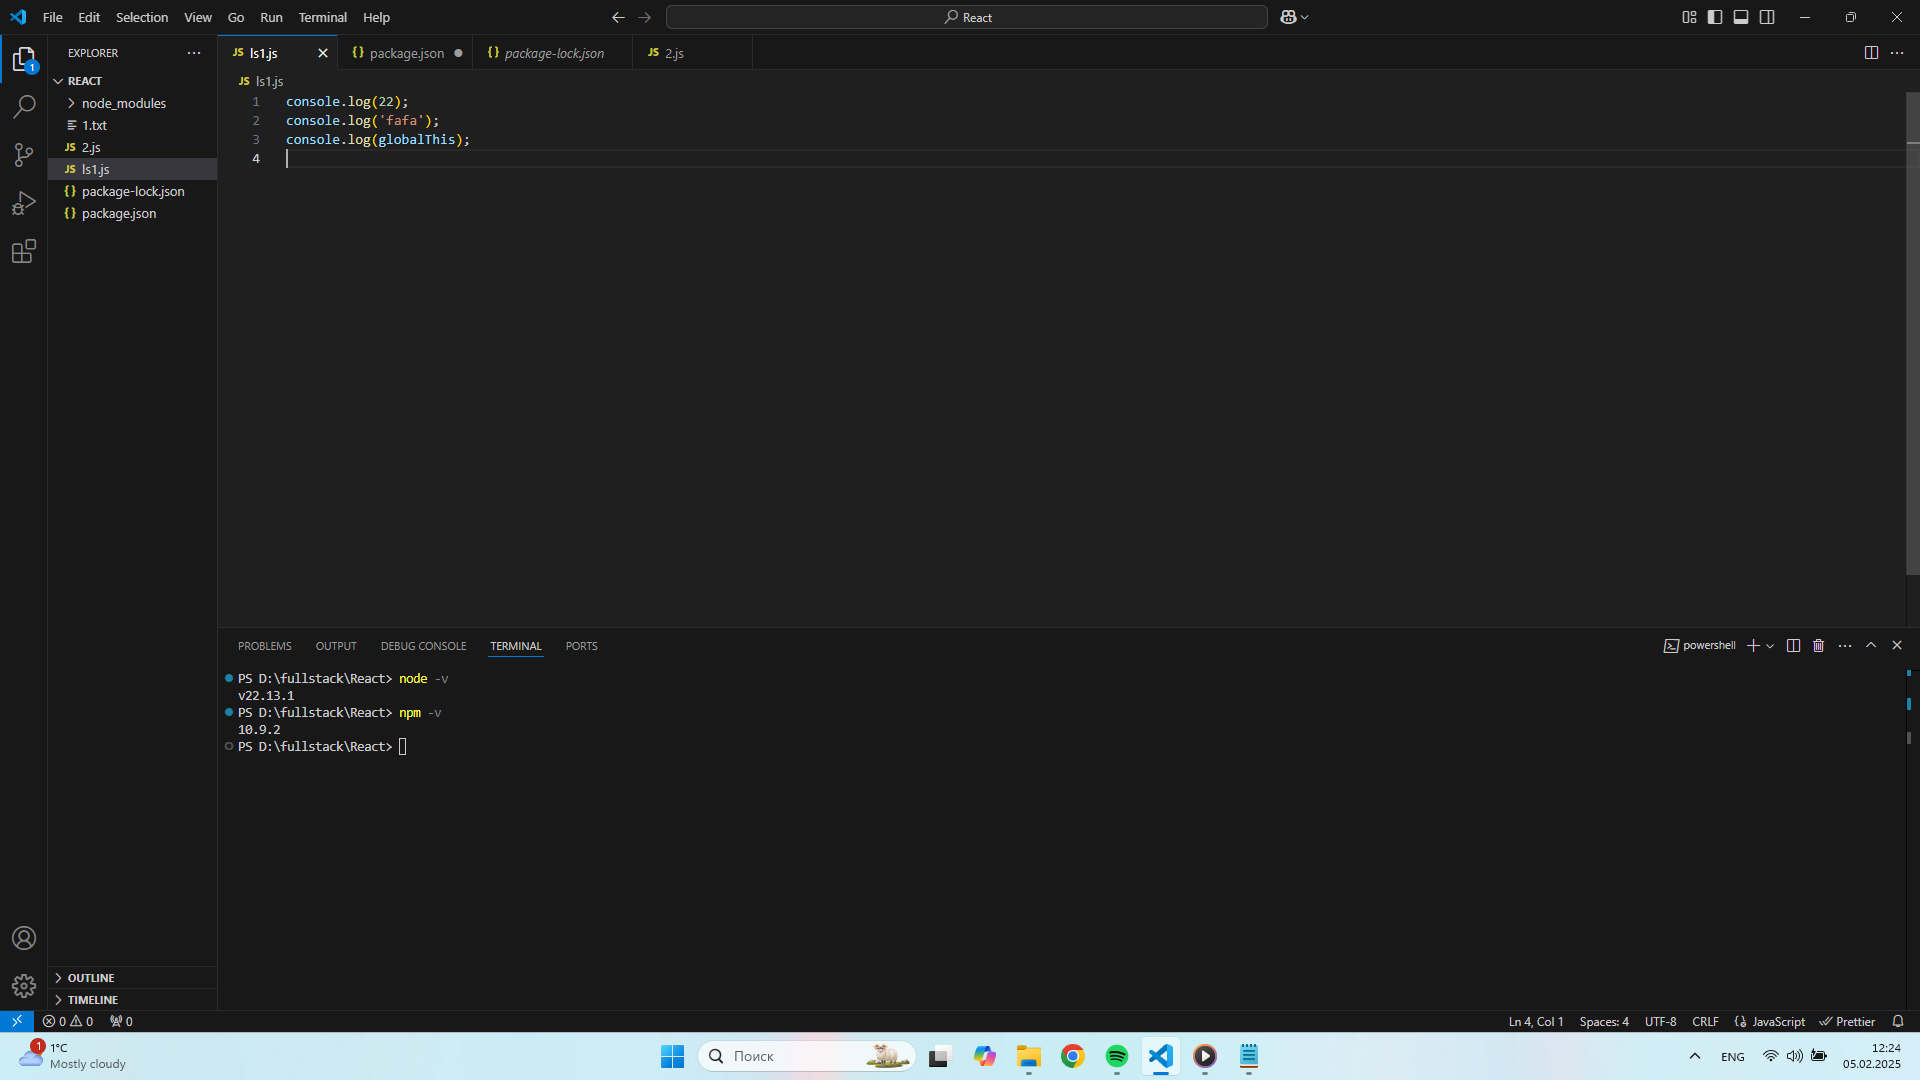 File Edit Selection View Go Run Terminal Help
React
EXPLORER
1
REACT
node_modules
1.txt
JS 2.js
JS ls1.js
{} package-lock.json
{} package.json
OUTLINE
TIMELINE
JS ls1.js {} package.json {} package-lock.json JS 2.js
JS ls1.js
1 console.log(22);
2 console.log('fafa');
3 console.log(globalThis);
4
PROBLEMS OUTPUT DEBUG CONSOLE TERMINAL PORTS
powershell
PS D:\fullstack\React> node -v
v22.13.1
PS D:\fullstack\React> npm -v
10.9.2
PS D:\fullstack\React>
0 0 0
Ln 4, Col 1 Spaces: 4 UTF-8 CRLF {} JavaScript Prettier
1
1°C
Mostly cloudy
Поиск
ENG
12:24
05.02.2025